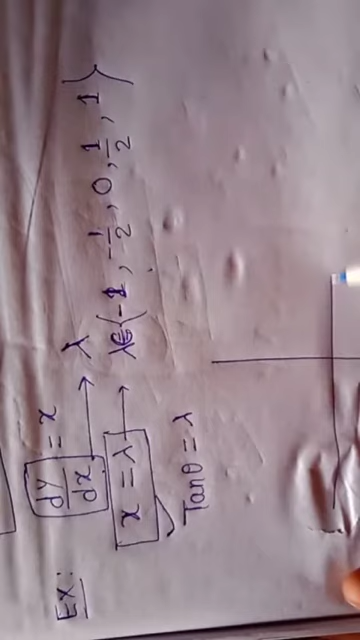 Ex: dy/dx = x
→ λ
x = λ → λ ∈ {-1, -1/2, 0, 1/2, 1}
Tanθ = λ